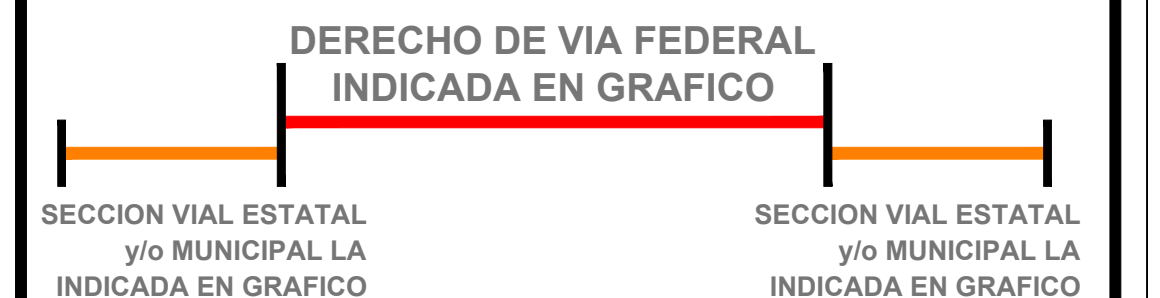 DERECHO DE VIA FEDERAL
INDICADA EN GRAFICO
SECCION VIAL ESTATAL
y/o MUNICIPAL LA
INDICADA EN GRAFICO
SECCION VIAL ESTATAL
y/o MUNICIPAL LA
INDICADA EN GRAFICO